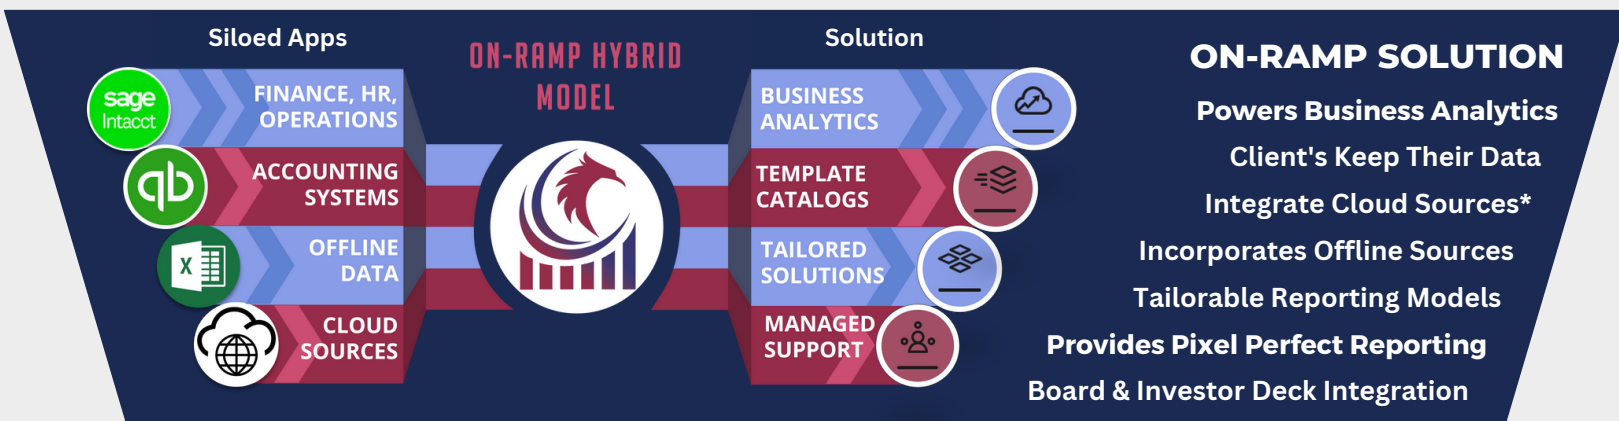 Siloed Apps
sage
Intacct
FINANCE, HR,
OPERATIONS
qb
ACCOUNTING
SYSTEMS
X
OFFLINE
DATA
CLOUD
SOURCES
ON-RAMP HYBRID
MODEL
Solution
BUSINESS
ANALYTICS
TEMPLATE
CATALOGS
TAILORED
SOLUTIONS
MANAGED
SUPPORT
ON-RAMP SOLUTION
Powers Business Analytics
Client's Keep Their Data
Integrate Cloud Sources*
Incorporates Offline Sources
Tailorable Reporting Models
Provides Pixel Perfect Reporting
Board & Investor Deck Integration